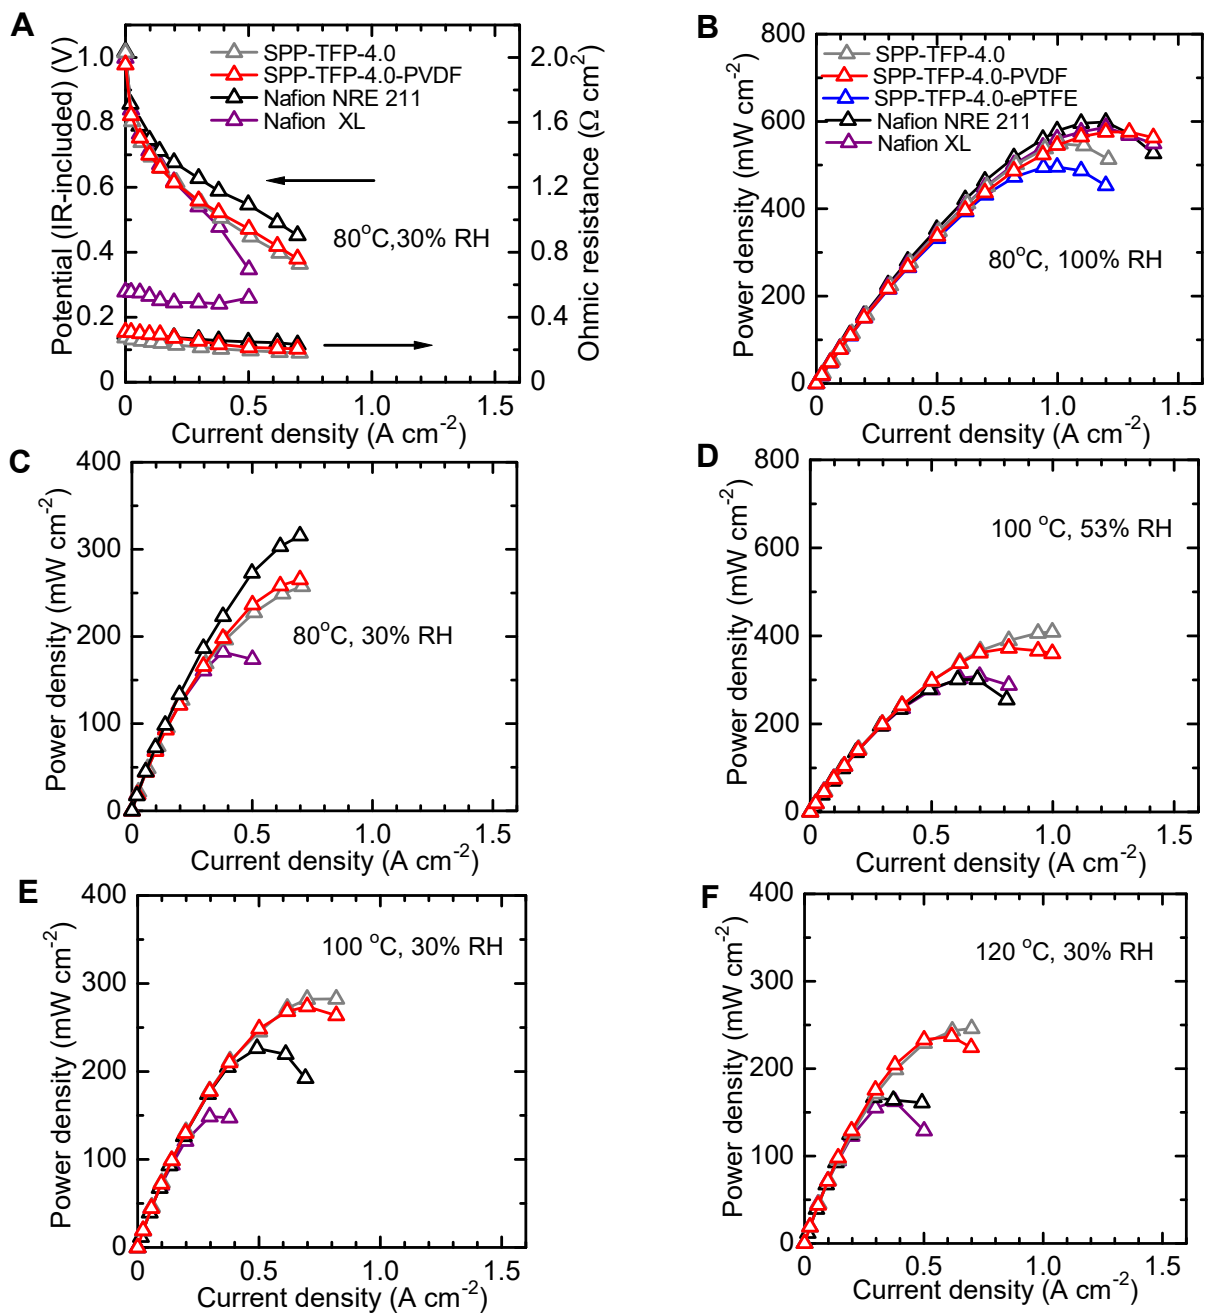 A
Potential (IR-included) (V)
1.0
0.8
0.6
0.4
0.2
0
SPP-TFP-4.0
SPP-TFP-4.0-PVDF
Nafion NRE 211
Nafion XL
80°C,30% RH
2.0
1.6
1.2
0.8
0.4
0
Ohmic resistance (Ω cm²)
0 0.5 1.0 1.5
Current density (A cm⁻²)
B
Power density (mW cm⁻²)
800
600
400
200
0
SPP-TFP-4.0
SPP-TFP-4.0-PVDF
SPP-TFP-4.0-ePTFE
Nafion NRE 211
Nafion XL
80°C, 100% RH
0 0.5 1.0 1.5
Current density (A cm⁻²)
C
Power density (mW cm⁻²)
400
300
200
100
0
80°C, 30% RH
0 0.5 1.0 1.5
Current density (A cm⁻²)
D
Power density (mW cm⁻²)
800
600
400
200
0
100 °C, 53% RH
0 0.5 1.0 1.5
Current density (A cm⁻²)
E
Power density (mW cm⁻²)
400
300
200
100
0
100 °C, 30% RH
0 0.5 1.0 1.5
Current density (A cm⁻²)
F
Power density (mW cm⁻²)
400
300
200
100
0
120 °C, 30% RH
0 0.5 1.0 1.5
Current density (A cm⁻²)